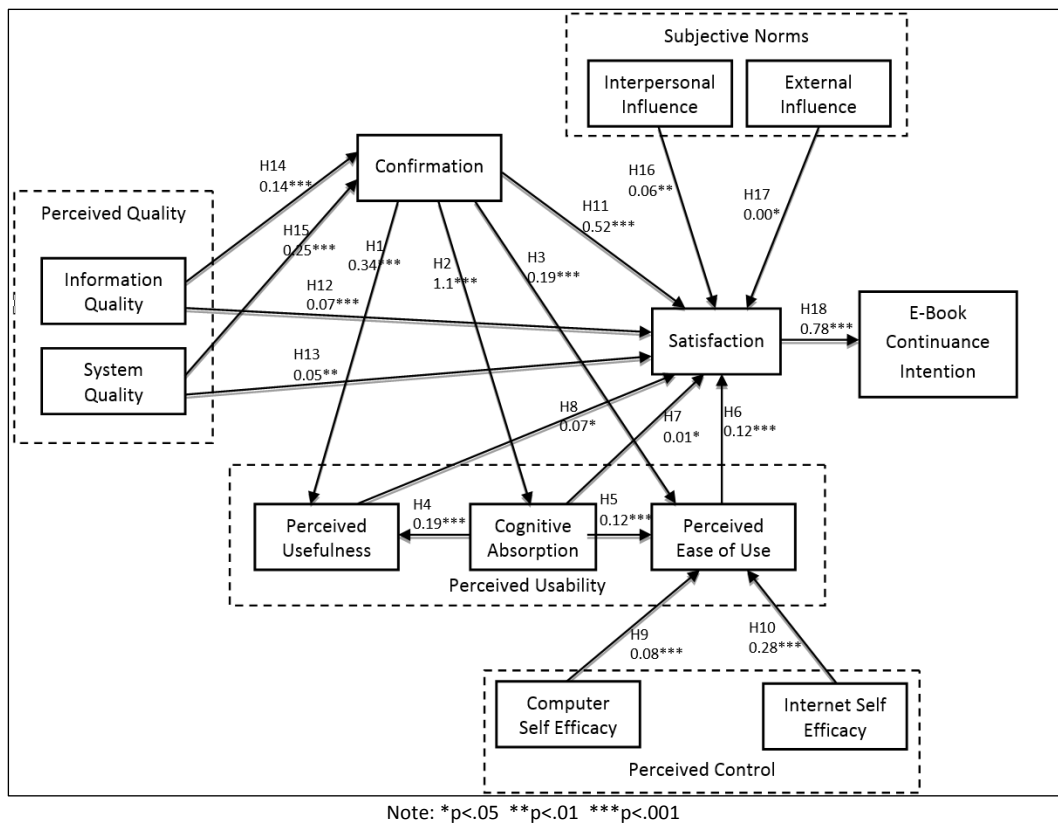 Subjective Norms
Interpersonal
Influence
External
Influence
Confirmation
H14
0.14***
H16
0.06**
H17
0.00*
Perceived Quality
H15
0.25***
H1
0.34***
H2
1.1***
H3
0.19***
H11
0.52***
Information
Quality
H12
0.07***
System
Quality
H13
0.05**
Satisfaction
H18
0.78***
E-Book
Continuance
Intention
H8
0.07*
H7
0.01*
H6
0.12***
Perceived
Usefulness
H4
0.19***
Cognitive
Absorption
H5
0.12***
Perceived
Ease of Use
Perceived Usability
H9
0.08***
H10
0.28***
Computer
Self Efficacy
Internet Self
Efficacy
Perceived Control
Note: *p<.05 **p<.01 ***p<.001